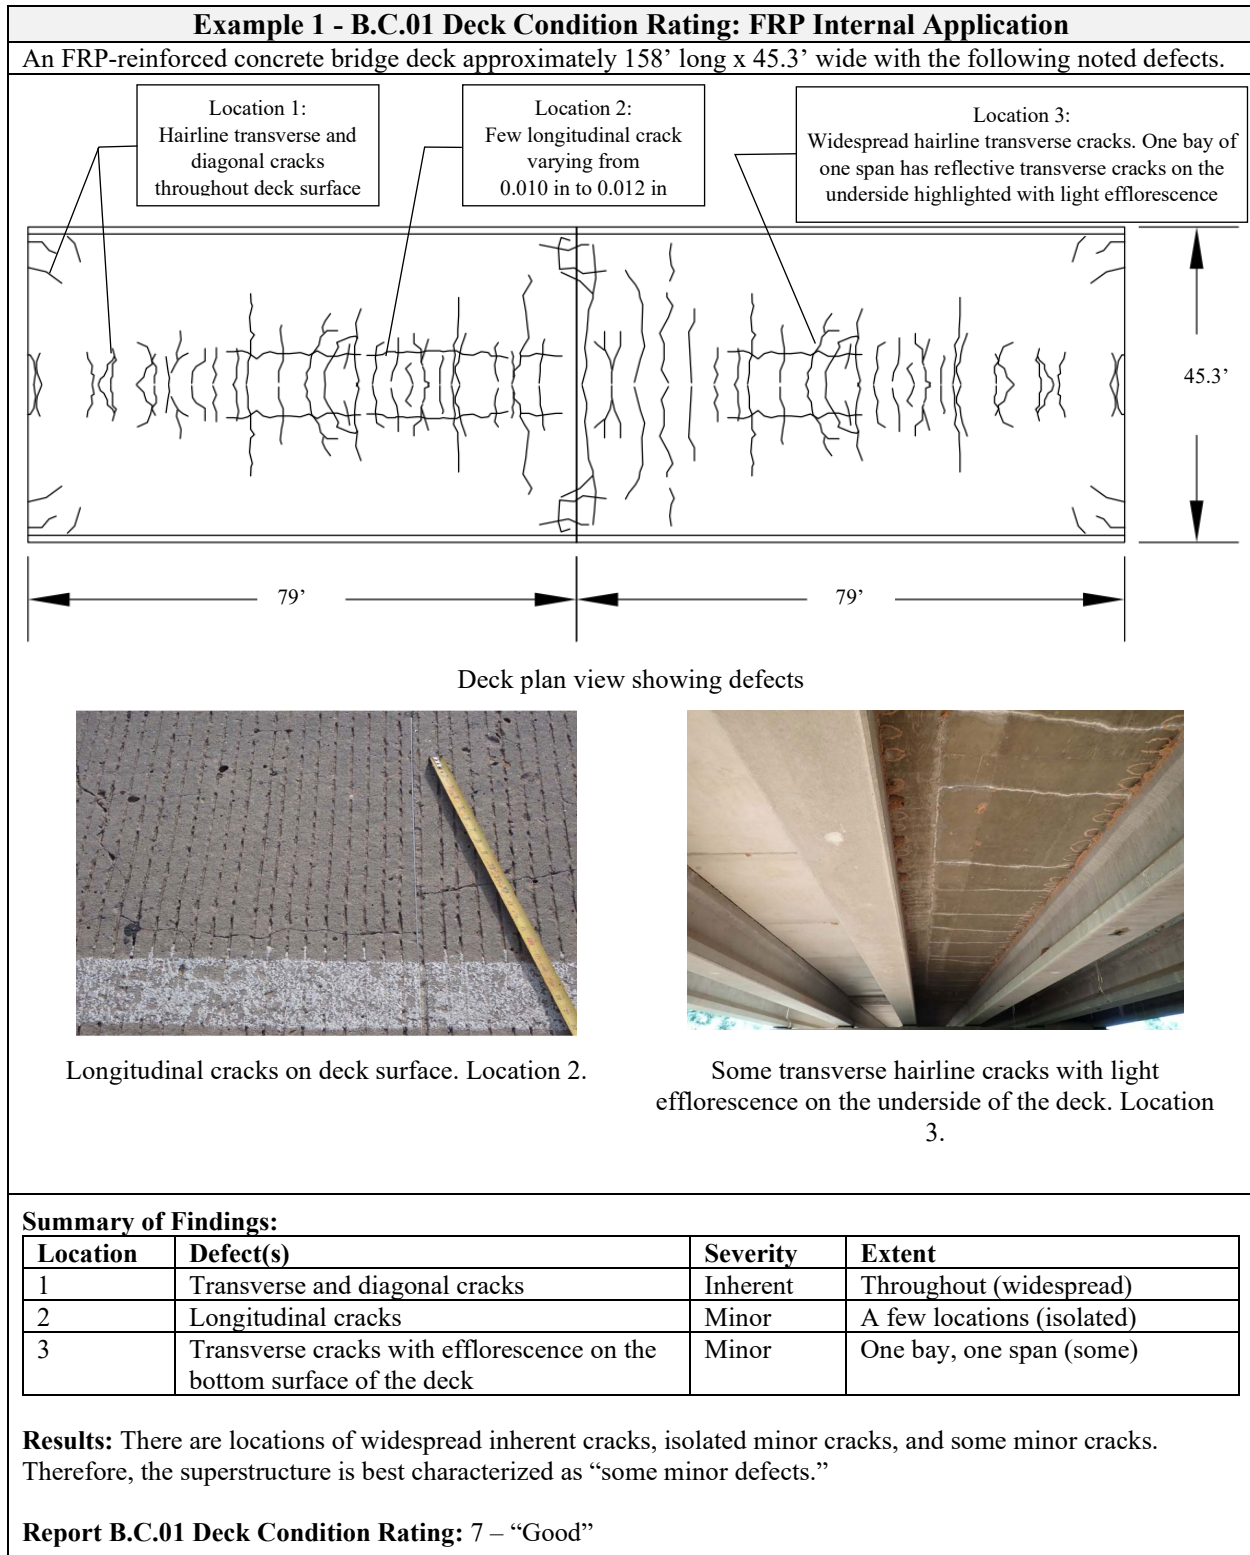 Example 1 - B.C.01 Deck Condition Rating: FRP Internal Application
An FRP-reinforced concrete bridge deck approximately 158’ long x 45.3’ wide with the following noted defects.
Location 1:
Hairline transverse and
diagonal cracks
throughout deck surface
Location 2:
Few longitudinal crack
varying from
0.010 in to 0.012 in
Location 3:
Widespread hairline transverse cracks. One bay of
one span has reflective transverse cracks on the
underside highlighted with light efflorescence
45.3’
79’
79’
Deck plan view showing defects
Longitudinal cracks on deck surface. Location 2.
Some transverse hairline cracks with light
efflorescence on the underside of the deck. Location
3.
Summary of Findings:
Location Defect(s) Severity Extent
1 Transverse and diagonal cracks Inherent Throughout (widespread)
2 Longitudinal cracks Minor A few locations (isolated)
3 Transverse cracks with efflorescence on the Minor One bay, one span (some)
bottom surface of the deck
Results: There are locations of widespread inherent cracks, isolated minor cracks, and some minor cracks.
Therefore, the superstructure is best characterized as “some minor defects.”
Report B.C.01 Deck Condition Rating: 7 – “Good”